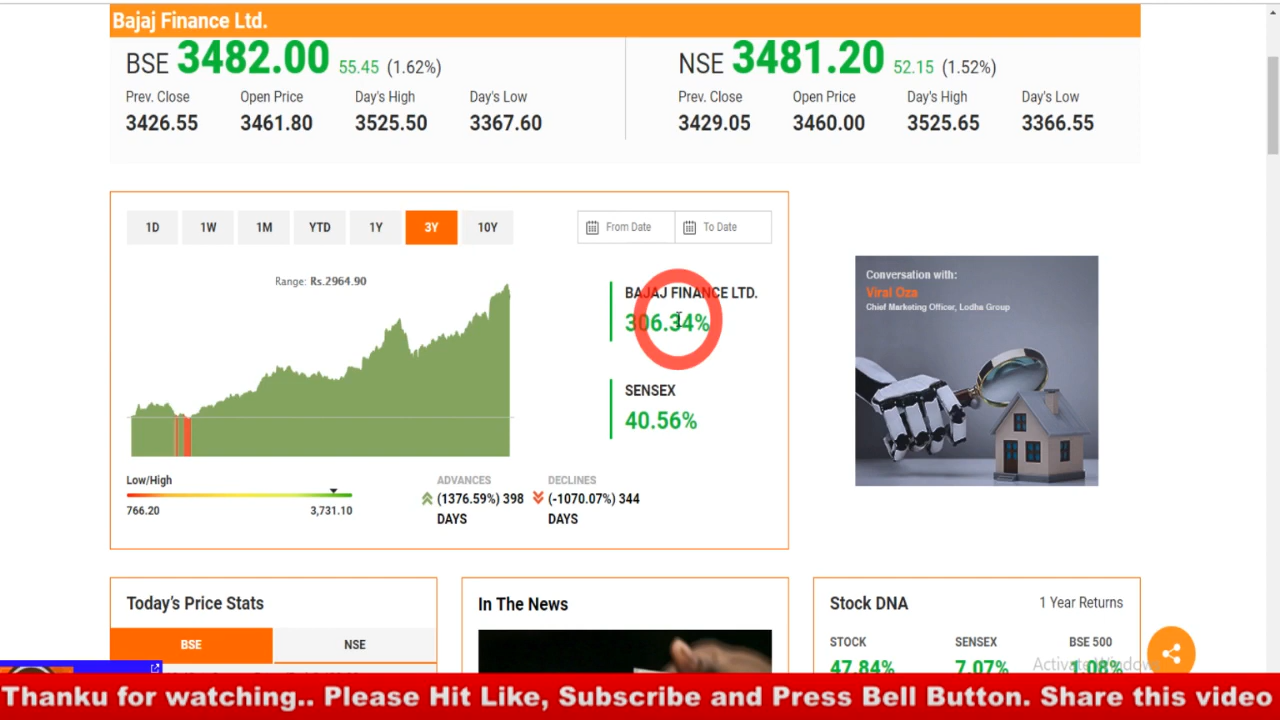 Bajaj Finance Ltd.
BSE 3482.00 55.45 (1.62%)
Prev. Close Open Price Day's High Day's Low
3426.55 3461.80 3525.50 3367.60
NSE 3481.20 52.15 (1.52%)
Prev. Close Open Price Day's High Day's Low
3429.05 3460.00 3525.65 3366.55
1D 1W 1M YTD 1Y 3Y 10Y
From Date To Date
Range: Rs.2964.90
BAJAJ FINANCE LTD.
306.34%
SENSEX
40.56%
Low/High
766.20 3,731.10
ADVANCES
(1376.59%) 398
DAYS
DECLINES
(-1070.07%) 344
DAYS
Conversation with:
Viral Oza
Chief Marketing Officer, Lodha Group
Today's Price Stats
BSE NSE
In The News
Stock DNA 1 Year Returns
STOCK SENSEX BSE 500
47.84% 7.07% 1.08%
Activate Windows
Thanku for watching.. Please Hit Like, Subscribe and Press Bell Button. Share this video